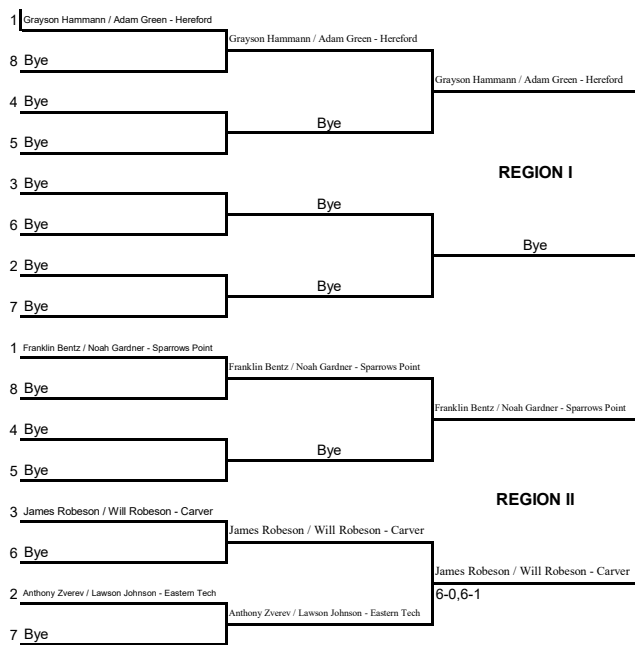 1 Grayson Hammann / Adam Green - Hereford
Grayson Hammann / Adam Green - Hereford
8 Bye
Grayson Hammann / Adam Green - Hereford
4 Bye
Bye
5 Bye
REGION I
3 Bye
Bye
6 Bye
Bye
2 Bye
Bye
7 Bye
1 Franklin Bentz / Noah Gardner - Sparrows Point
Franklin Bentz / Noah Gardner - Sparrows Point
8 Bye
Franklin Bentz / Noah Gardner - Sparrows Point
4 Bye
Bye
5 Bye
REGION II
3 James Robeson / Will Robeson - Carver
James Robeson / Will Robeson - Carver
6 Bye
James Robeson / Will Robeson - Carver
6-0,6-1
2 Anthony Zverev / Lawson Johnson - Eastern Tech
Anthony Zverev / Lawson Johnson - Eastern Tech
7 Bye